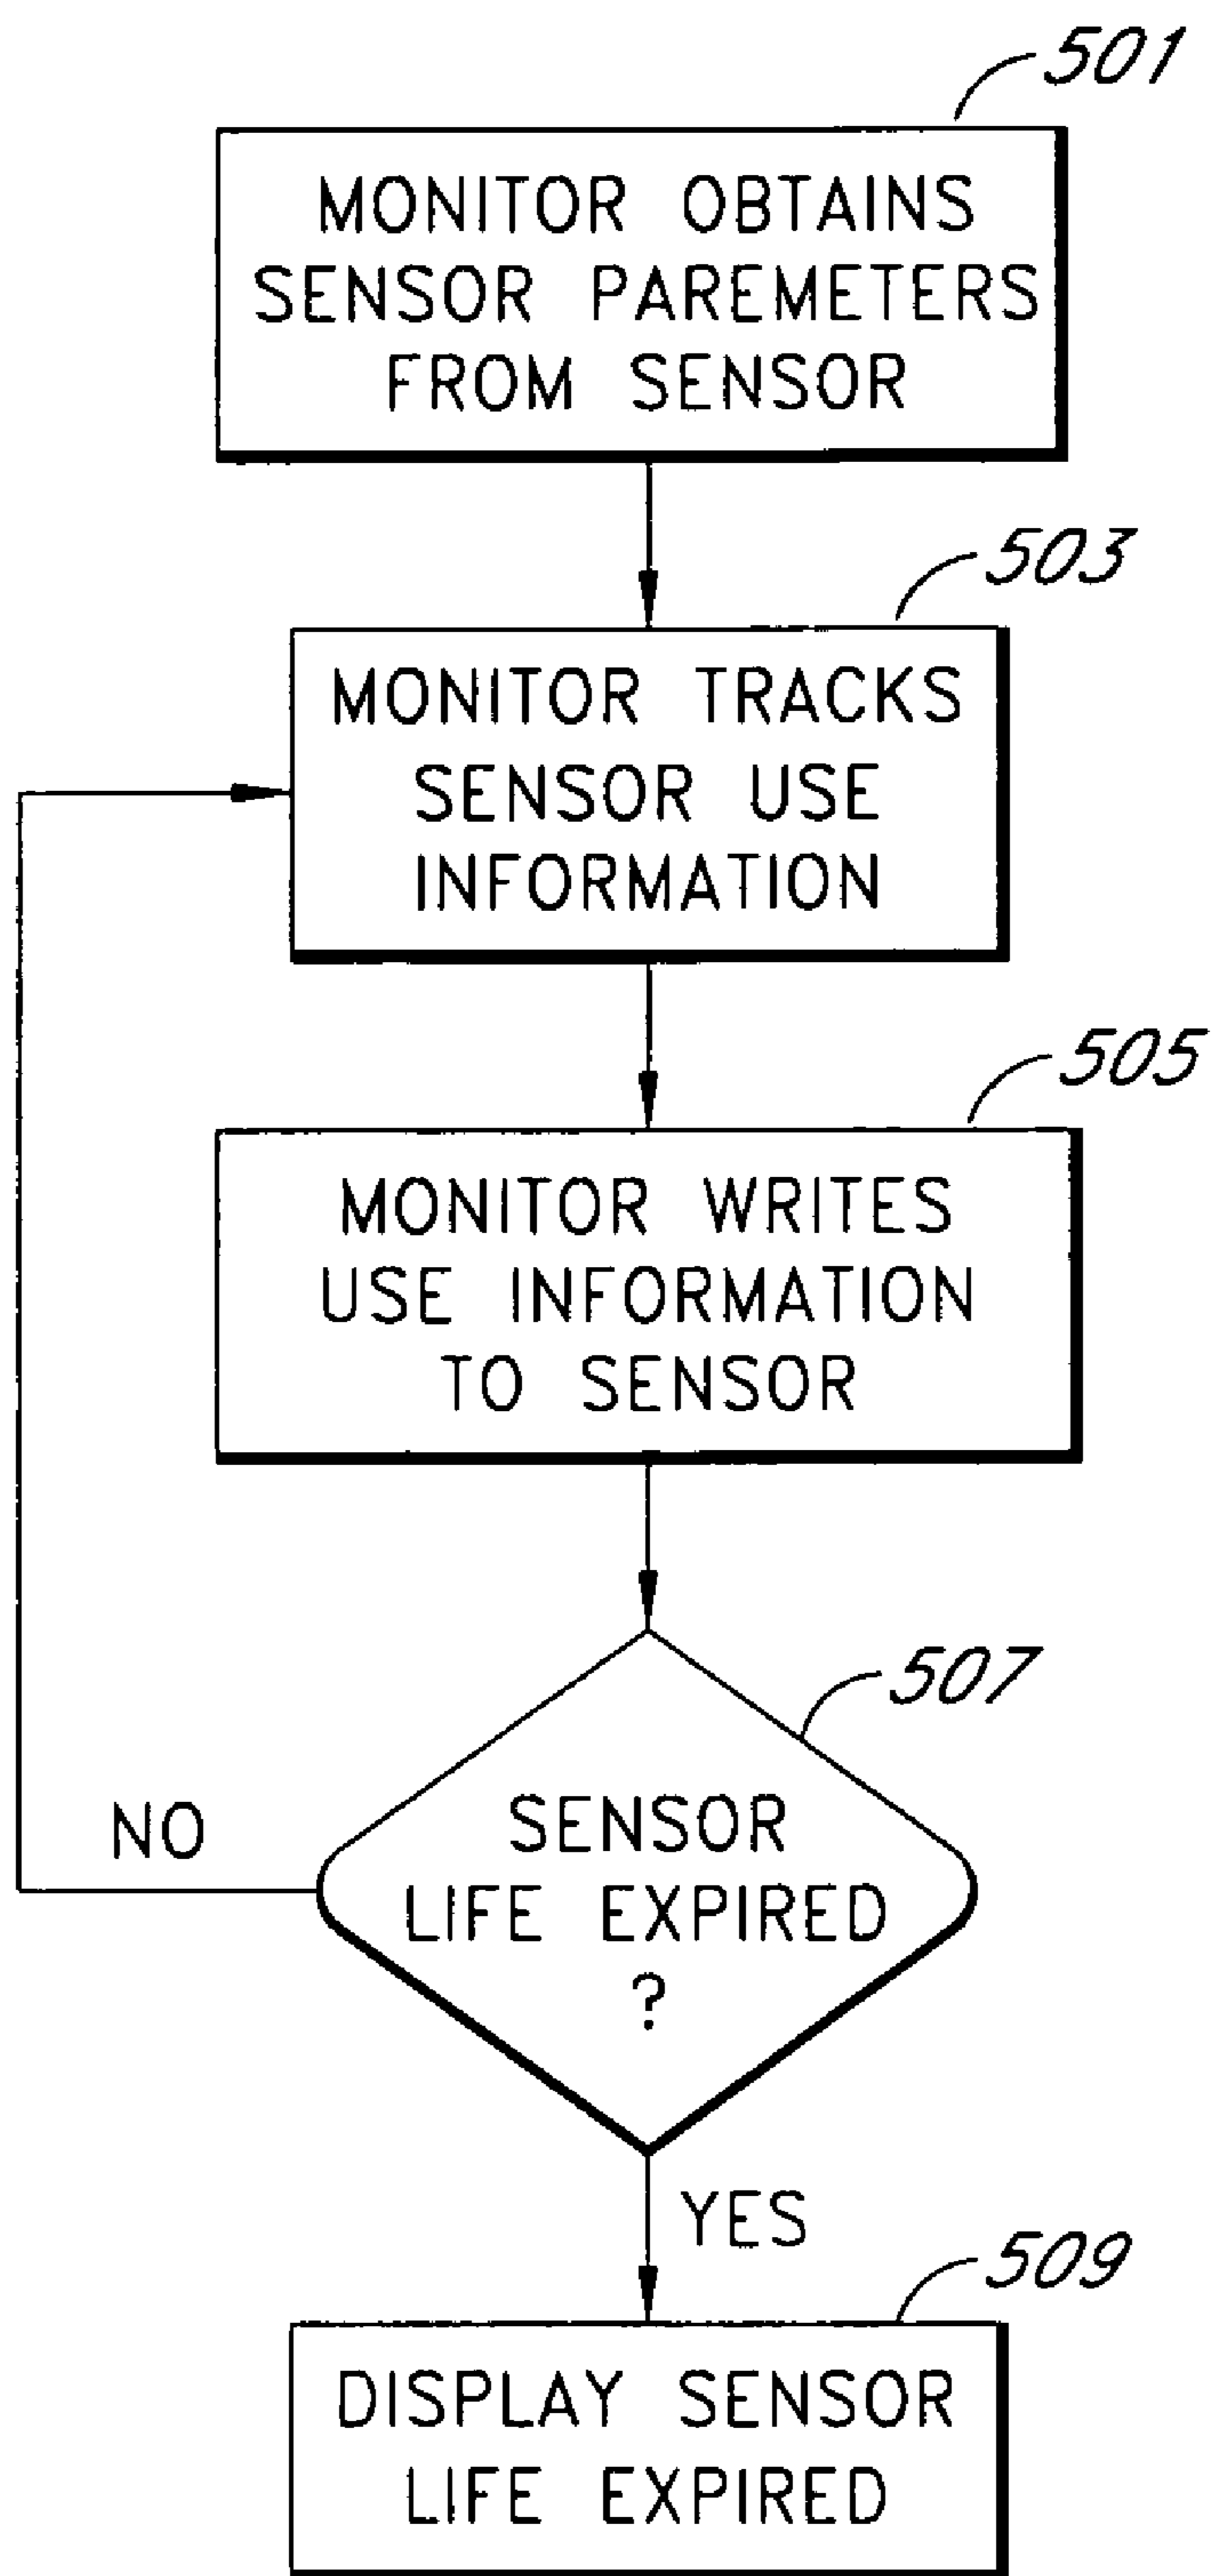 501
MONITOR OBTAINS
SENSOR PAREMETERS
FROM SENSOR
503
MONITOR TRACKS
SENSOR USE
INFORMATION
505
MONITOR WRITES
USE INFORMATION
TO SENSOR
507
SENSOR
LIFE EXPIRED
?
NO
YES
509
DISPLAY SENSOR
LIFE EXPIRED